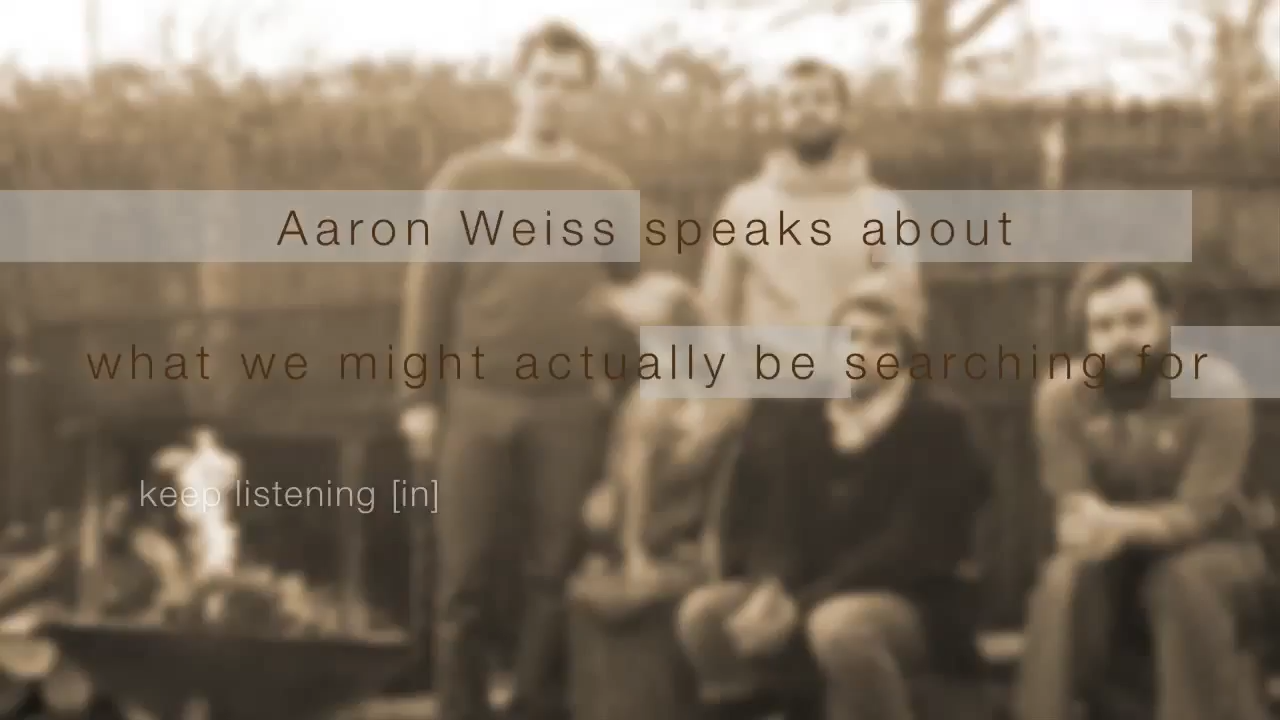 Aaron Weiss speaks about
what we might actually be searching for
keep listening [in]